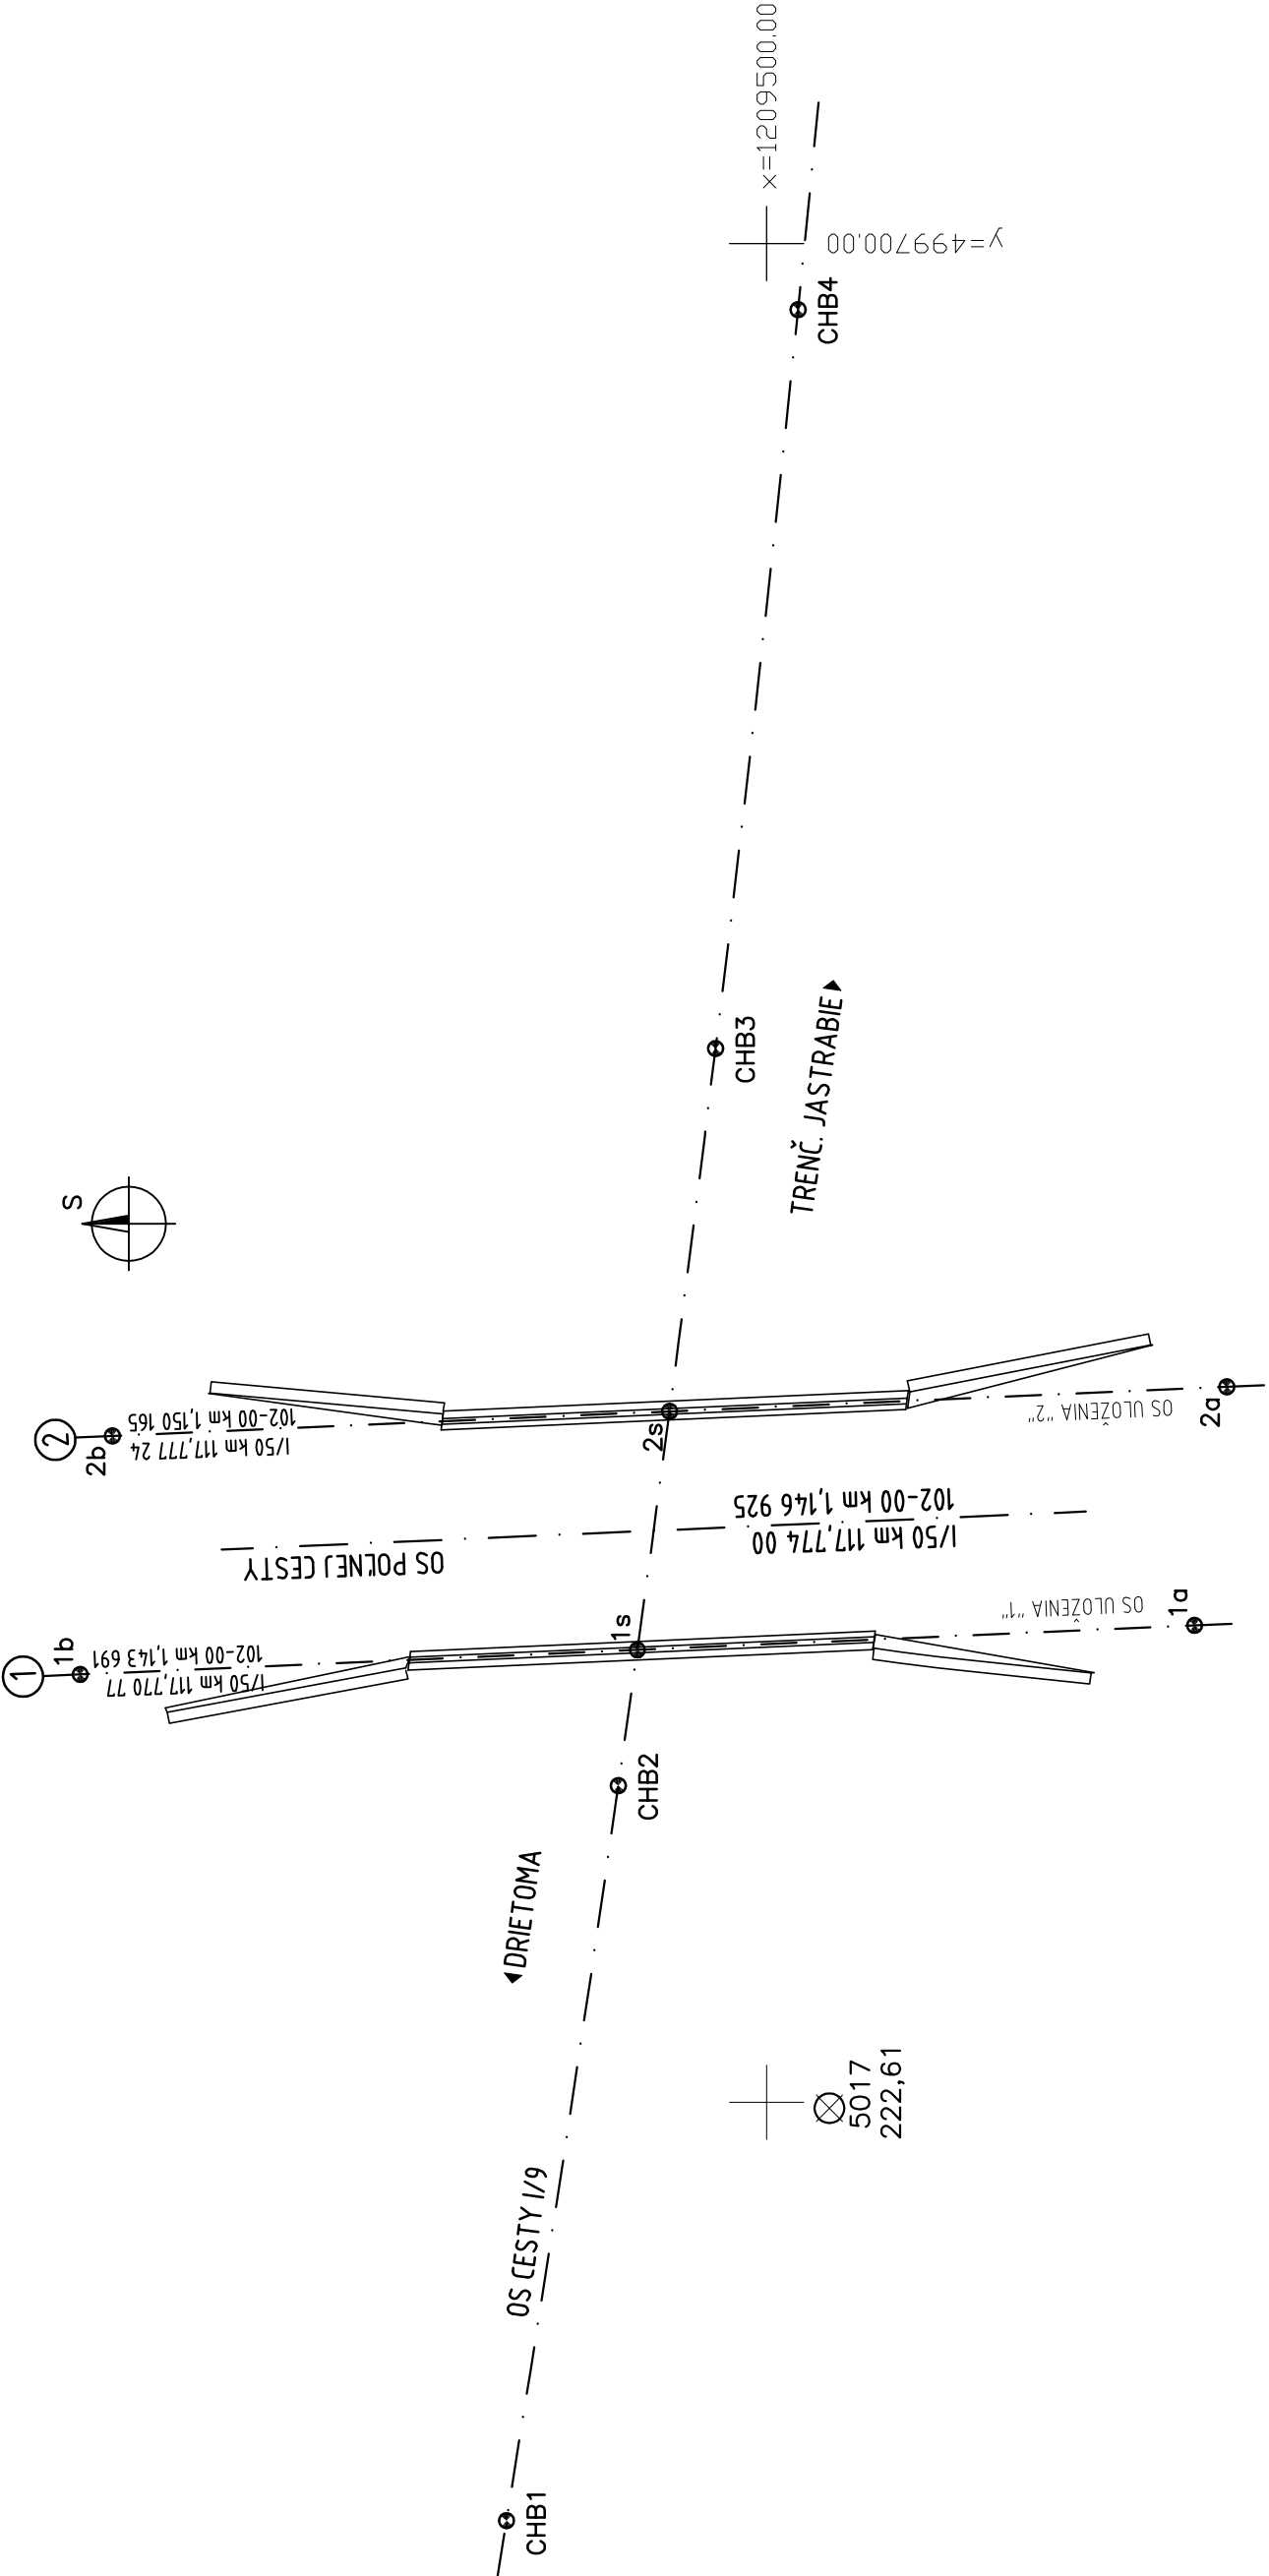 x=1209500.00
y=499700.00
CHB4
CHB3
TRENČ. JASTRABIE
S
2
2b
102-00 km 1,150 165
I/50 km 117,777 24
2s
OS ULOŽENIA "2"
2a
102-00 km 1,146 925
I/50 km 117,774 00
OS POĽNEJ CESTY
1
1b
102-00 km 1,143 691
I/50 km 117,770 77
1s
OS ULOŽENIA "1"
1a
CHB2
DRIETOMA
5017
222,61
OS CESTY I/9
CHB1